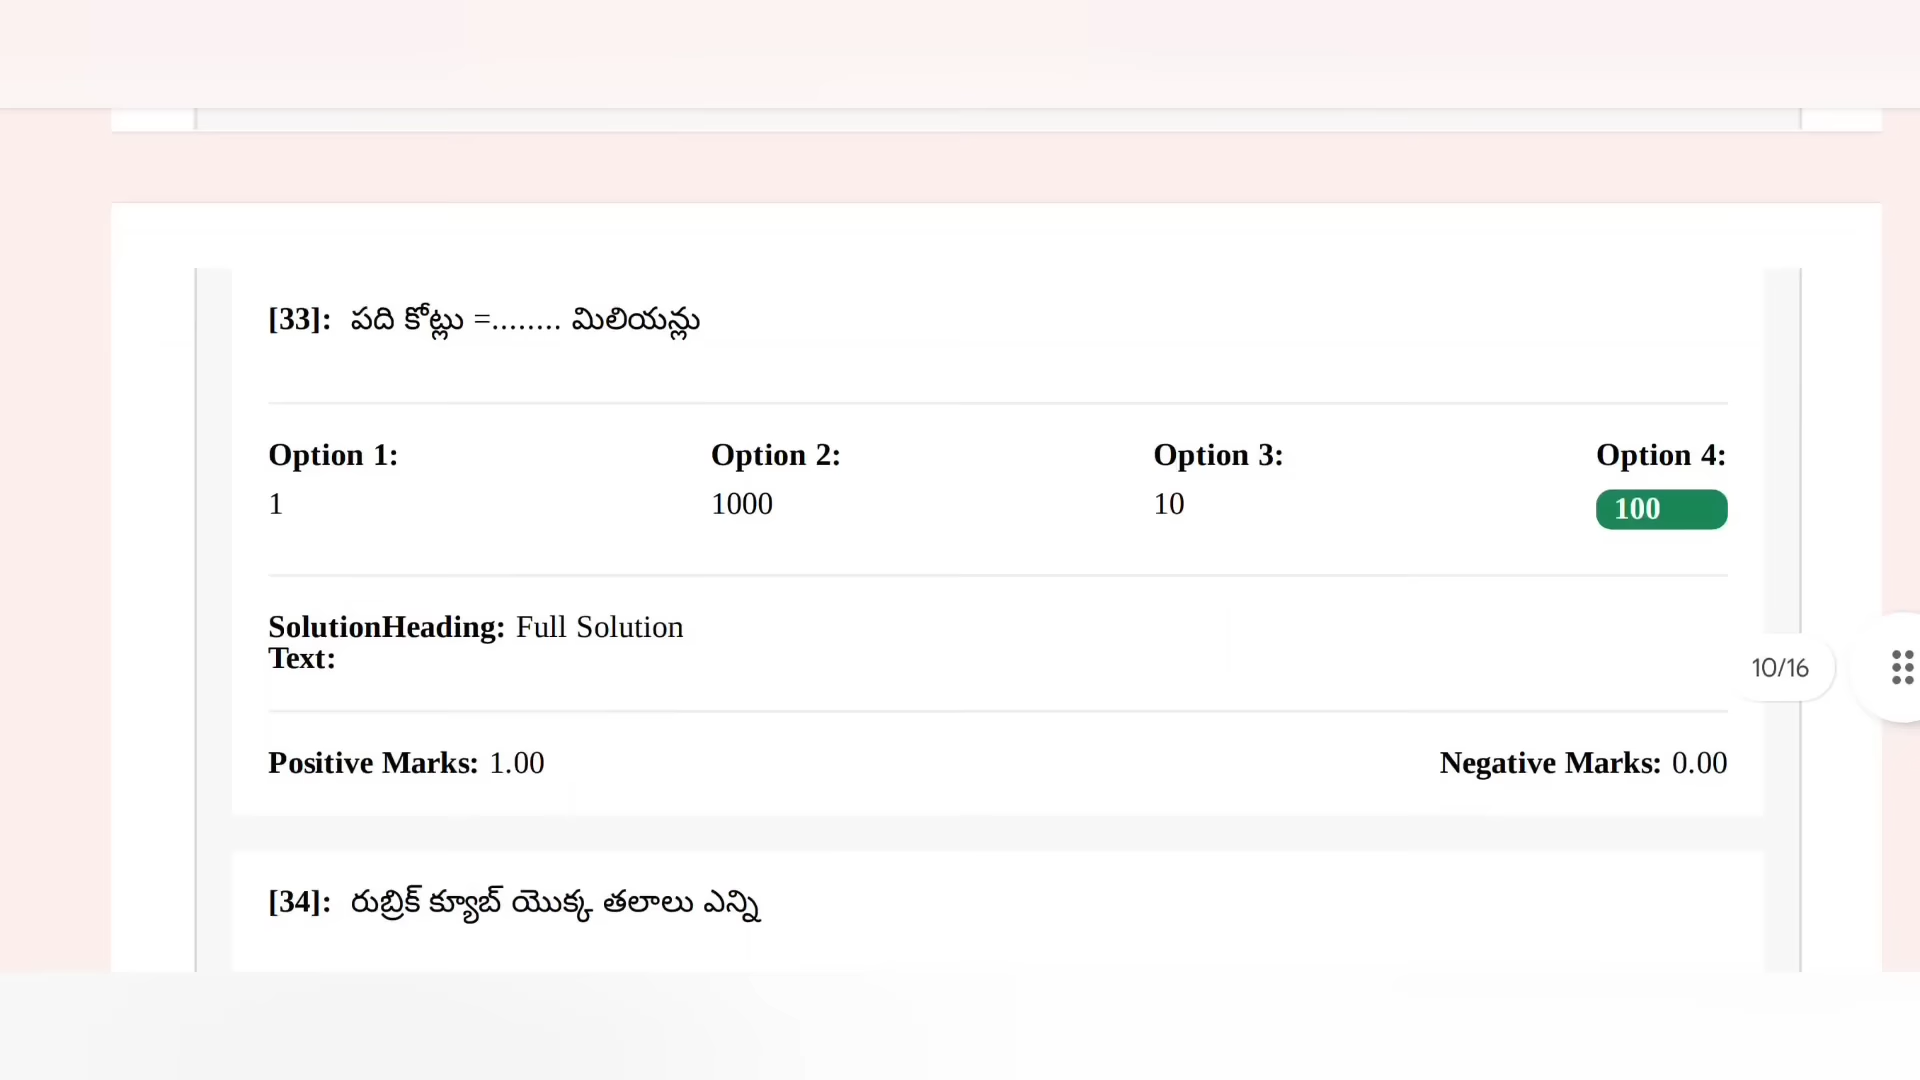 [33]: పది కోట్లు =........ మిలియన్లు
Option 1: Option 2: Option 3: Option 4:
1 1000 10 100
SolutionHeading: Full Solution
Text:
10/16
Positive Marks: 1.00 Negative Marks: 0.00
[34]: రుబ్రిక్ క్యూబ్ యొక్క తలాలు ఎన్ని